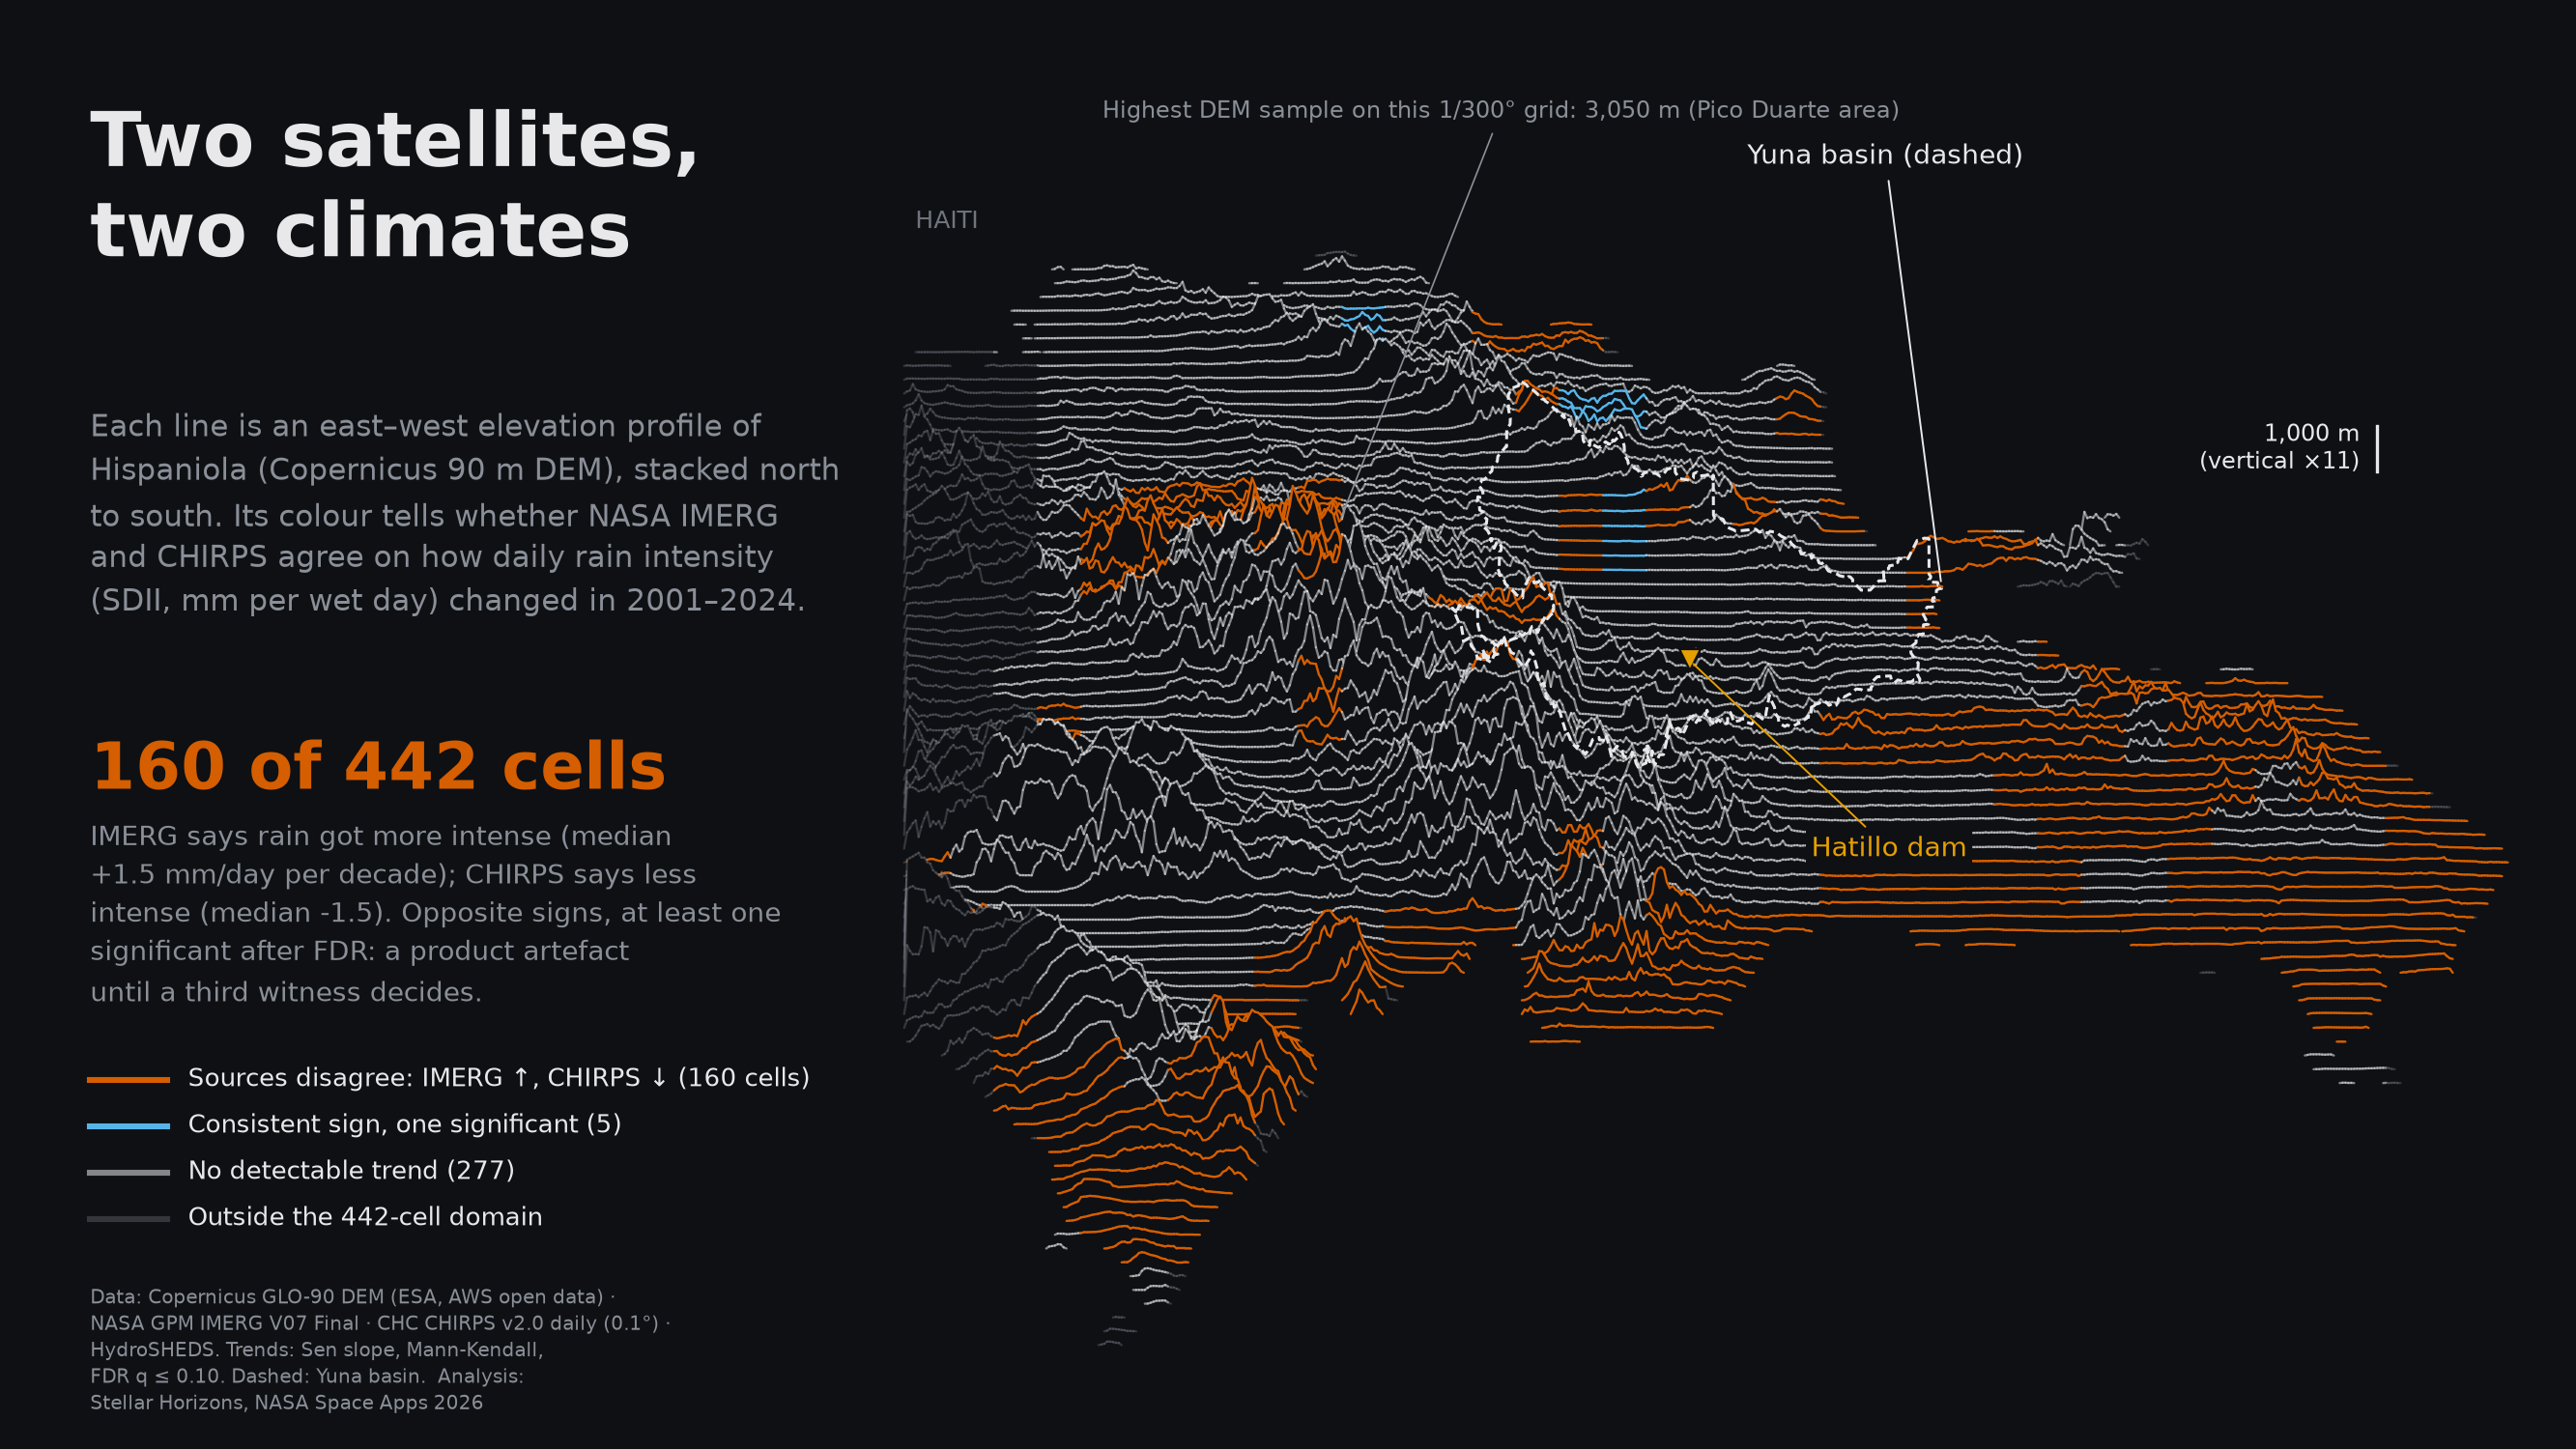 Two satellites,
two climates
Each line is an east–west elevation profile of
Hispaniola (Copernicus 90 m DEM), stacked north
to south. Its colour tells whether NASA IMERG
and CHIRPS agree on how daily rain intensity
(SDII, mm per wet day) changed in 2001–2024.
160 of 442 cells
IMERG says rain got more intense (median
+1.5 mm/day per decade); CHIRPS says less
intense (median -1.5). Opposite signs, at least one
significant after FDR: a product artefact
until a third witness decides.
Sources disagree: IMERG ↑, CHIRPS ↓ (160 cells)
Consistent sign, one significant (5)
No detectable trend (277)
Outside the 442-cell domain
Data: Copernicus GLO-90 DEM (ESA, AWS open data) ·
NASA GPM IMERG V07 Final · CHC CHIRPS v2.0 daily (0.1°) ·
HydroSHEDS. Trends: Sen slope, Mann-Kendall,
FDR q ≤ 0.10. Dashed: Yuna basin. Analysis:
Stellar Horizons, NASA Space Apps 2026
Highest DEM sample on this 1/300° grid: 3,050 m (Pico Duarte area)
Yuna basin (dashed)
HAITI
1,000 m
(vertical ×11)
Hatillo dam